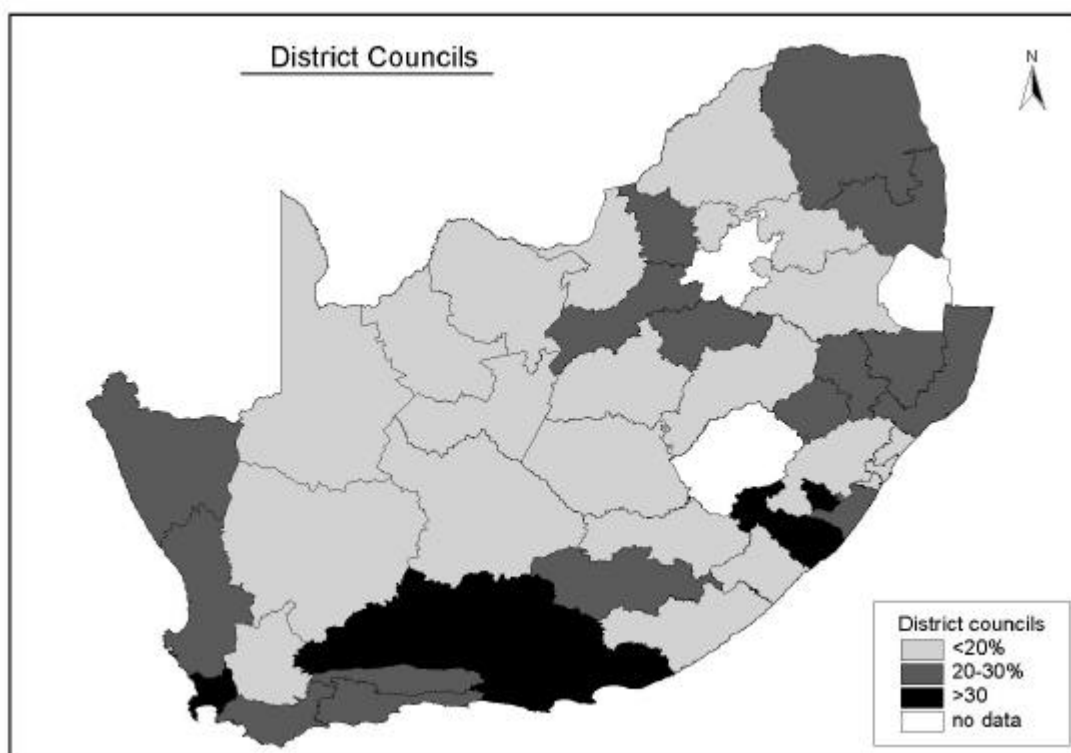 District Councils
N
District councils
<20%
20-30%
>30
no data